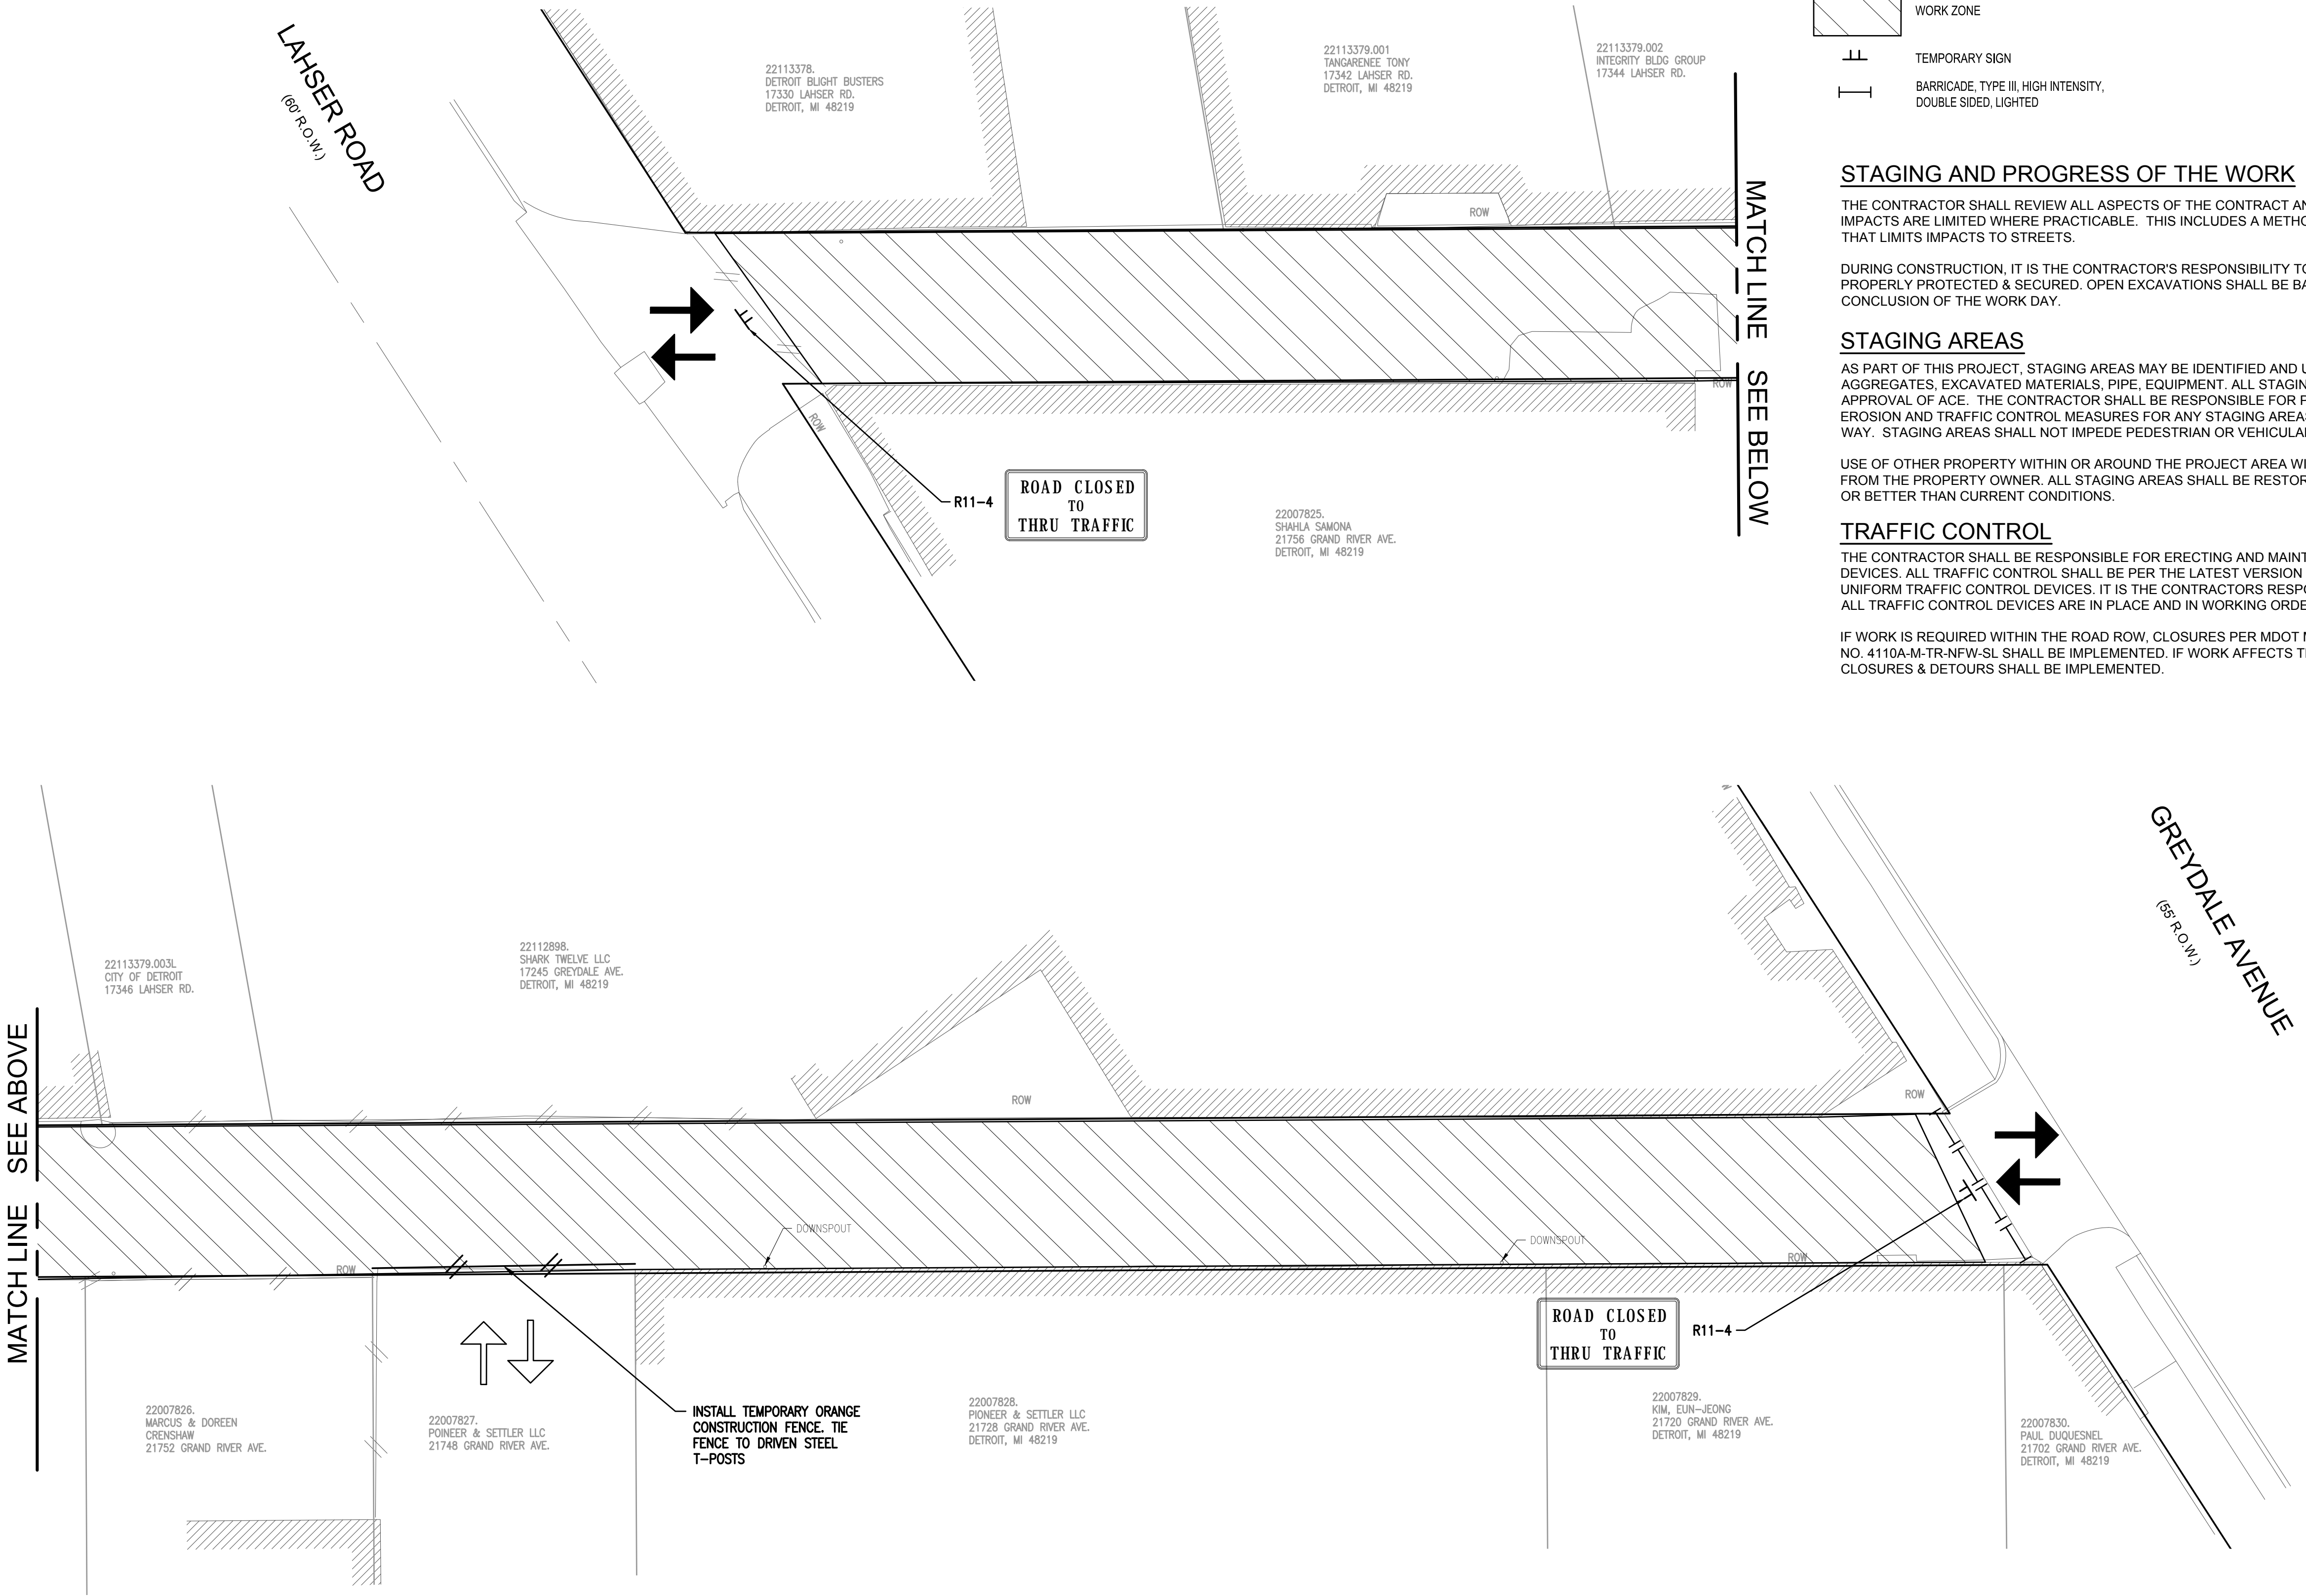 LAHSER ROAD
(60' R.O.W.)
22113378.
DETROIT BLIGHT BUSTERS
17330 LAHSER RD.
DETROIT, MI 48219
22113379.001
TANGARENEE TONY
17342 LAHSER RD.
DETROIT, MI 48219
22113379.002
INTEGRITY BLDG GROUP
17344 LAHSER RD.
ROW
MATCH LINE SEE BELOW
ROW
ROW
R11-4
ROAD CLOSED
TO
THRU TRAFFIC
22007825.
SHAHLA SAMONA
21756 GRAND RIVER AVE.
DETROIT, MI 48219
WORK ZONE
TEMPORARY SIGN
BARRICADE, TYPE III, HIGH INTENSITY,
DOUBLE SIDED, LIGHTED
STAGING AND PROGRESS OF THE WORK
THE CONTRACTOR SHALL REVIEW ALL ASPECTS OF THE CONTRACT
IMPACTS ARE LIMITED WHERE PRACTICABLE. THIS INCLUDES A
THAT LIMITS IMPACTS TO STREETS.
DURING CONSTRUCTION, IT IS THE CONTRACTOR'S RESPONSIBILITY TO
PROPERLY PROTECTED & SECURED. OPEN EXCAVATIONS SHALL BE
CONCLUSION OF THE WORK DAY.
STAGING AREAS
AS PART OF THIS PROJECT, STAGING AREAS MAY BE IDENTIFIED AND
AGGREGATES, EXCAVATED MATERIALS, PIPE, EQUIPMENT. ALL
APPROVAL OF ACE. THE CONTRACTOR SHALL BE RESPONSIBLE FOR
EROSION AND TRAFFIC CONTROL MEASURES FOR ANY STAGING
WAY. STAGING AREAS SHALL NOT IMPEDE PEDESTRIAN OR
USE OF OTHER PROPERTY WITHIN OR AROUND THE PROJECT AREA
FROM THE PROPERTY OWNER. ALL STAGING AREAS SHALL BE
OR BETTER THAN CURRENT CONDITIONS.
TRAFFIC CONTROL
THE CONTRACTOR SHALL BE RESPONSIBLE FOR ERECTING AND
DEVICES. ALL TRAFFIC CONTROL SHALL BE PER THE LATEST VERSION
UNIFORM TRAFFIC CONTROL DEVICES. IT IS THE CONTRACTORS
ALL TRAFFIC CONTROL DEVICES ARE IN PLACE AND IN WORKING
IF WORK IS REQUIRED WITHIN THE ROAD ROW, CLOSURES PER MDOT
NO. 4110A-M-TR-NFW-SL SHALL BE IMPLEMENTED. IF WORK AFFECTS
CLOSURES & DETOURS SHALL BE IMPLEMENTED.
MATCH LINE SEE ABOVE
22113379.003L
CITY OF DETROIT
17346 LAHSER RD.
22112898.
SHARK TWELVE LLC
17245 GREYDALE AVE.
DETROIT, MI 48219
ROW
ROW
GREYDALE AVENUE
(55' R.O.W.)
DOWNSPOUT
DOWNSPOUT
ROW
ROW
ROAD CLOSED
TO
THRU TRAFFIC
R11-4
22007826.
MARCUS & DOREEN
CRENSHAW
21752 GRAND RIVER AVE.
22007827.
POINEER & SETTLER LLC
21748 GRAND RIVER AVE.
INSTALL TEMPORARY ORANGE
CONSTRUCTION FENCE. TIE
FENCE TO DRIVEN STEEL
T-POSTS
22007828.
PIONEER & SETTLER LLC
21728 GRAND RIVER AVE.
DETROIT, MI 48219
22007829.
KIM, EUN-JEONG
21720 GRAND RIVER AVE.
DETROIT, MI 48219
22007830.
PAUL DUQUESNEL
21702 GRAND RIVER AVE.
DETROIT, MI 48219